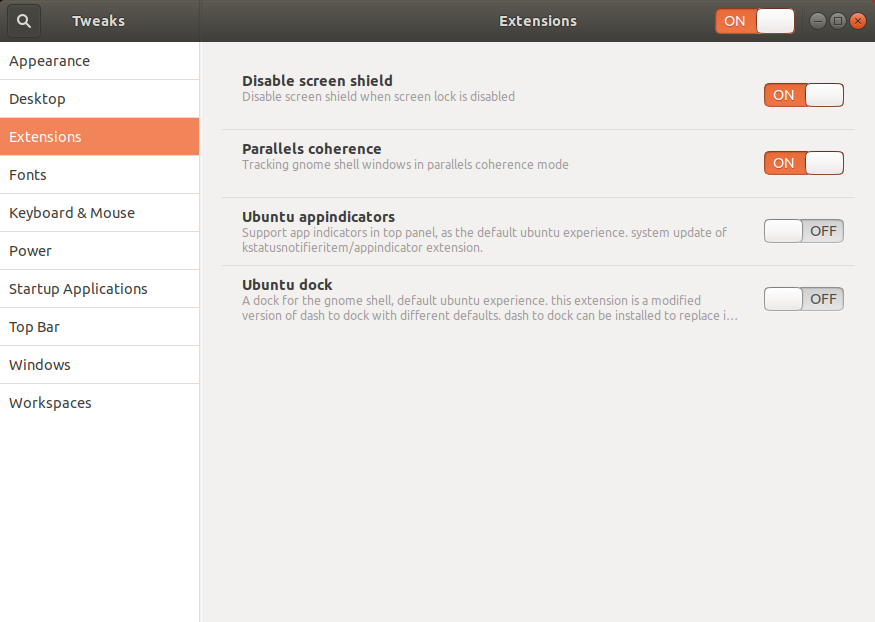 Tweaks
Extensions
ON
Appearance
Desktop
Extensions
Fonts
Keyboard & Mouse
Power
Startup Applications
Top Bar
Windows
Workspaces
Disable screen shield
Disable screen shield when screen lock is disabled
ON
Parallels coherence
Tracking gnome shell windows in parallels coherence mode
ON
Ubuntu appindicators
Support app indicators in top panel, as the default ubuntu experience. system update of
kstatusnotifieritem/appindicator extension.
OFF
Ubuntu dock
A dock for the gnome shell, default ubuntu experience. this extension is a modified
version of dash to dock with different defaults. dash to dock can be installed to replace i…
OFF